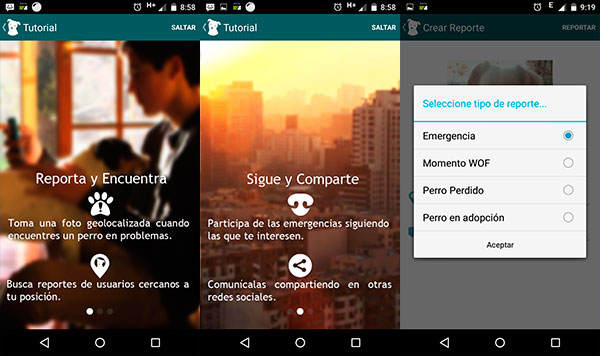 H+ 8:58
Tutorial SALTAR
Reporta y Encuentra
Toma una foto geolocalizada cuando
encuentres un perro en problemas.
Busca reportes de usuarios cercanos a
tu posición.
H+ 8:58
Tutorial SALTAR
Sigue y Comparte
Participa de las emergencias siguiendo
las que te interesen.
Comunícalas compartiendo en otras
redes sociales.
E 9:19
Crear Reporte REPORTAR
Seleccione tipo de reporte...
Emergencia
Momento WOF
Perro Perdido
Perro en adopción
Aceptar